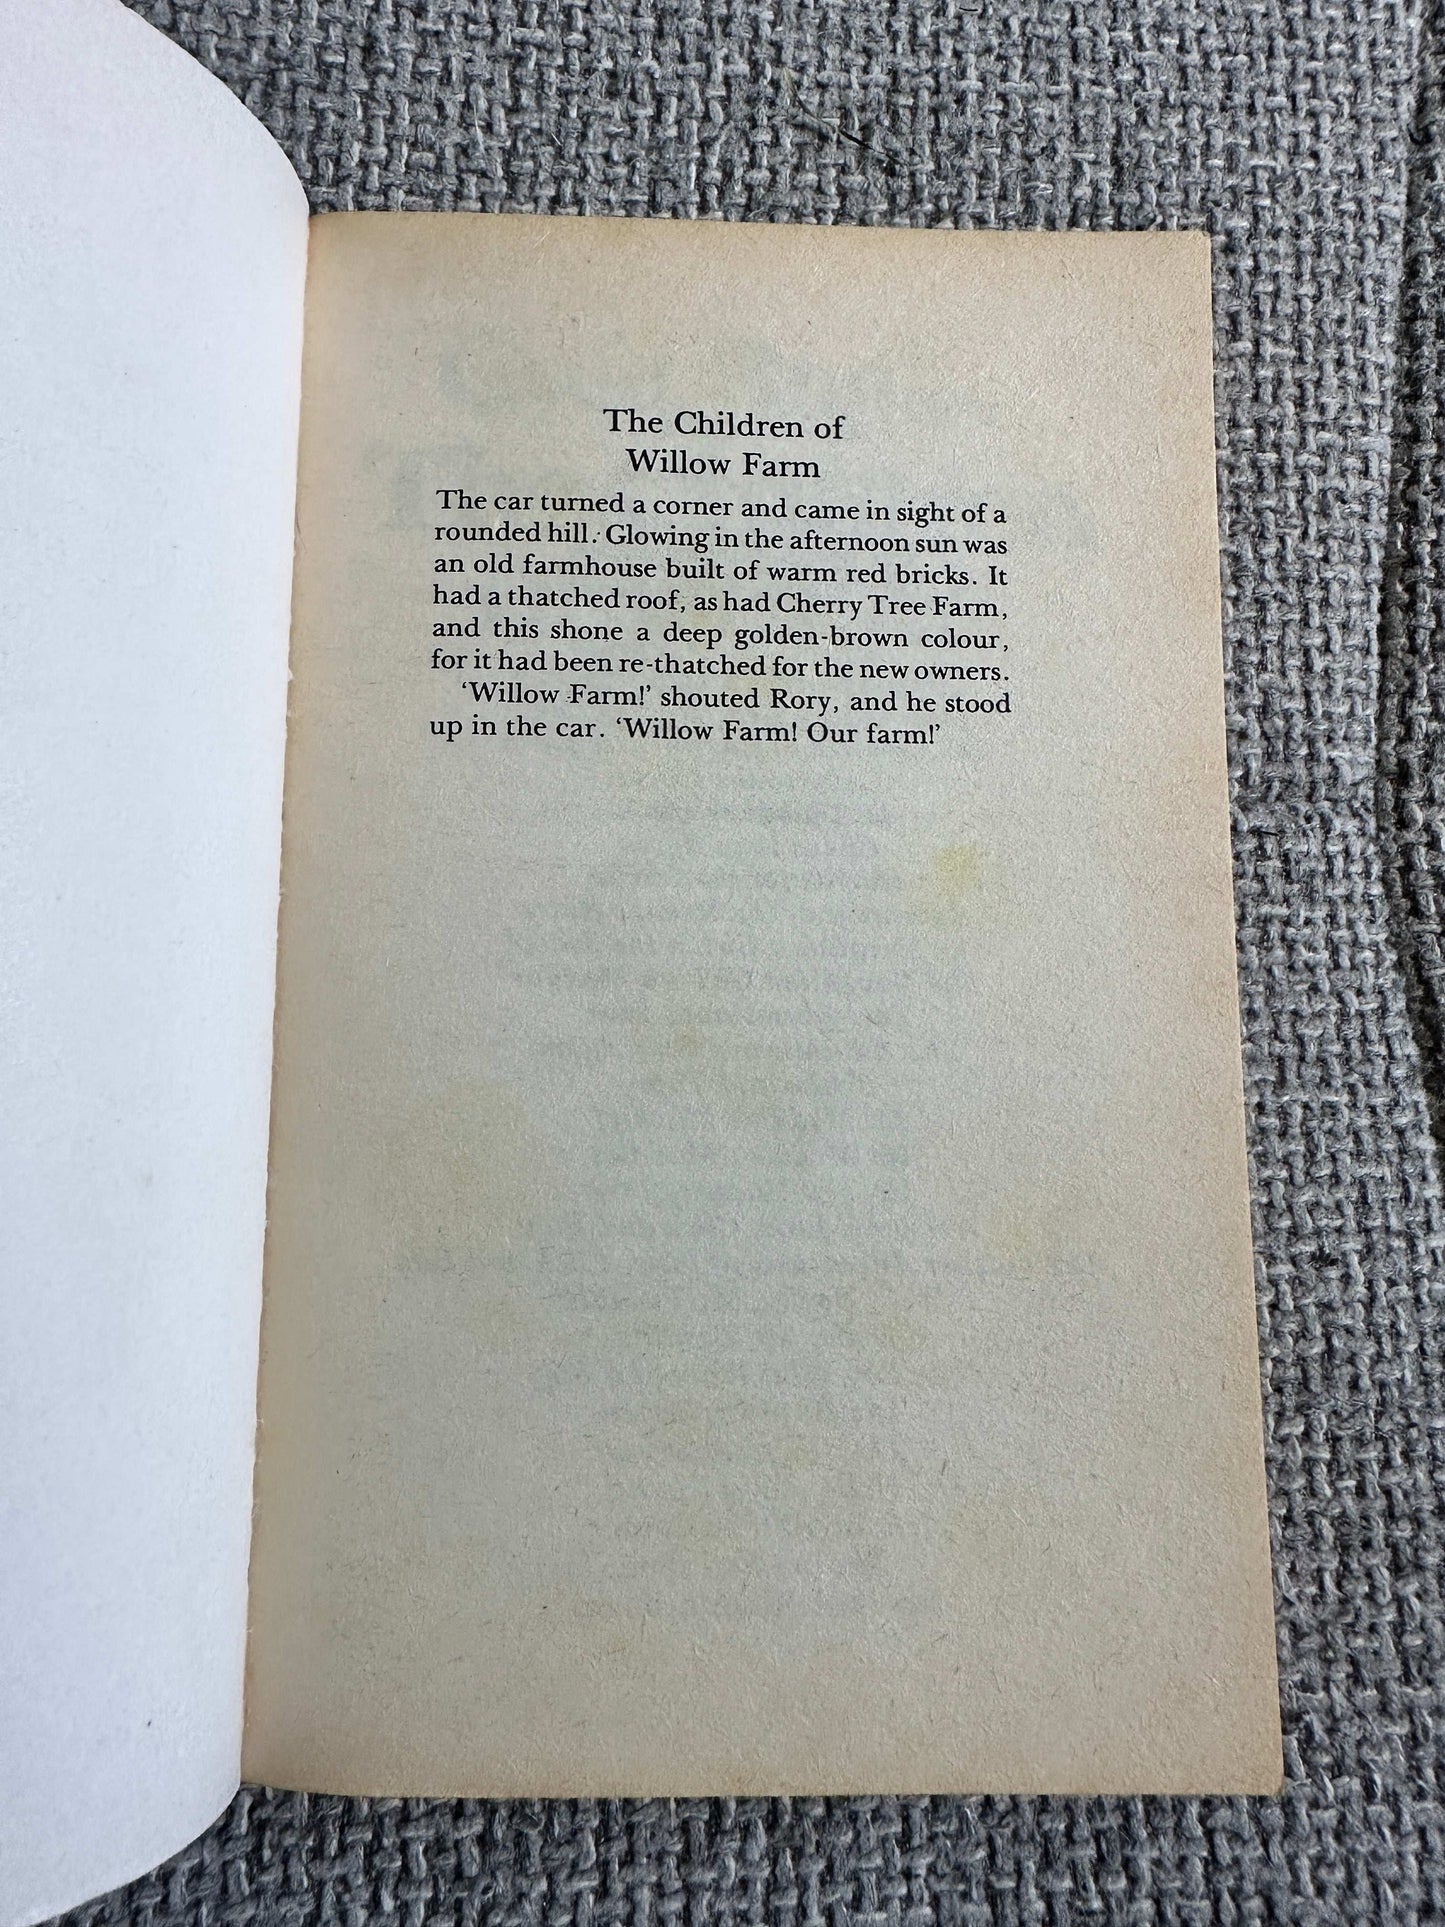 The Children of
Willow Farm
The car turned a corner and came in sight of a
rounded hill. Glowing in the afternoon sun was
an old farmhouse built of warm red bricks. It
had a thatched roof, as had Cherry Tree Farm,
and this shone a deep golden-brown colour,
for it had been re-thatched for the new owners.
‘Willow Farm!’ shouted Rory, and he stood
up in the car. ‘Willow Farm! Our farm!’